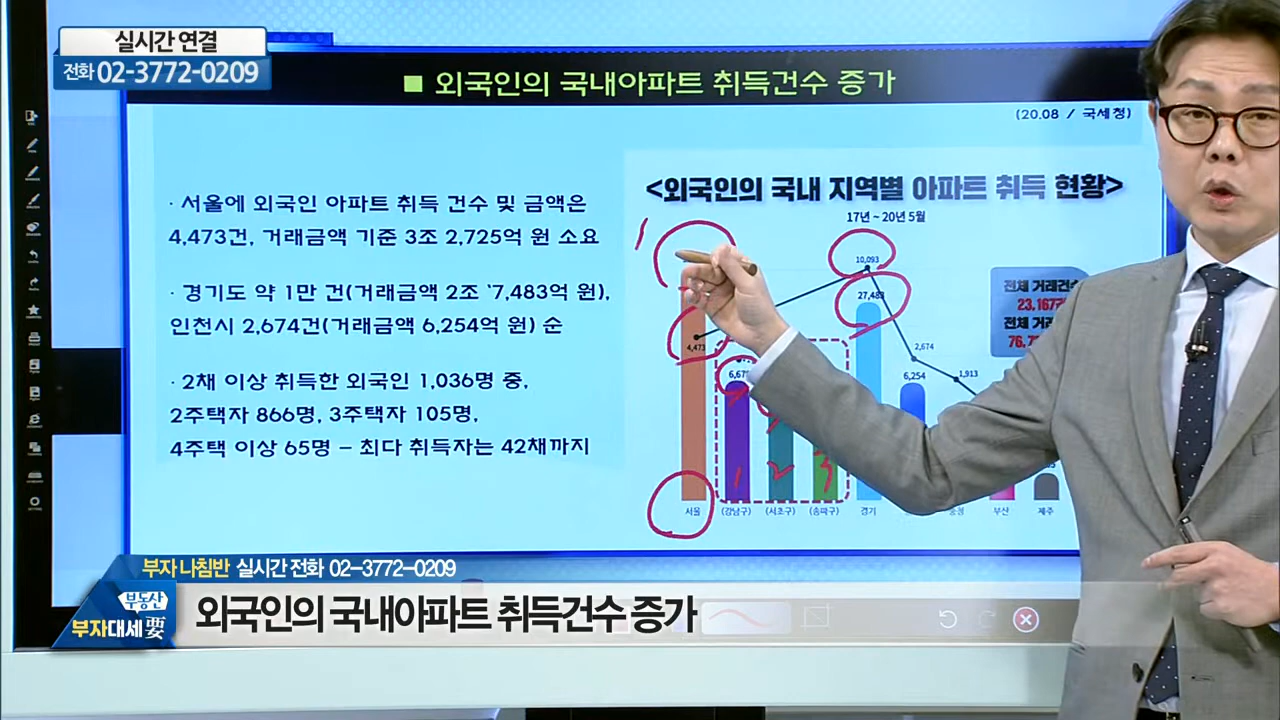 실시간 연결
전화 02-3772-0209
■ 외국인의 국내아파트 취득건수 증가
(20.08 / 국세청)
· 서울에 외국인 아파트 취득 건수 및 금액은
4,473건, 거래금액 기준 3조 2,725억 원 소요
· 경기도 약 1만 건(거래금액 2조 '7,483억 원),
인천시 2,674건(거래금액 6,254억 원) 순
· 2채 이상 취득한 외국인 1,036명 중,
2주택자 866명, 3주택자 105명,
4주택 이상 65명 – 최다 취득자는 42채까지
<외국인의 국내 지역별 아파트 취득 현황>
17년~20년 5월
10,093
27,483
전체 거래건수
23,167
전체
4,473
2,674
6,254
1,913
1 2 3
서울 (강남구) (서초구) (송파구) 경기 충청 부산 제주
부자 나침반 실시간 전화 02-3772-0209
부동산
부자대세 要
외국인의 국내아파트 취득건수 증가